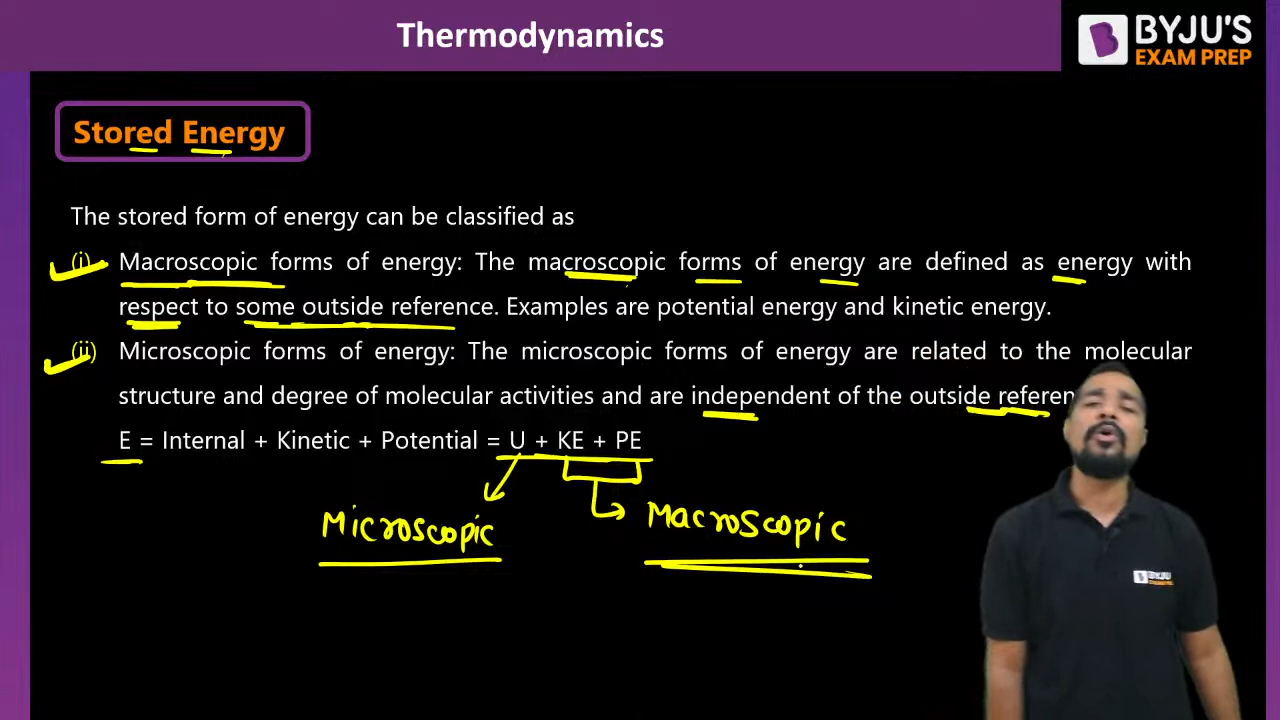 Thermodynamics
BYJU'S
EXAM PREP
Stored Energy
The stored form of energy can be classified as
(i) Macroscopic forms of energy: The macroscopic forms of energy are defined as energy with
respect to some outside reference. Examples are potential energy and kinetic energy.
(ii) Microscopic forms of energy: The microscopic forms of energy are related to the molecular
structure and degree of molecular activities and are independent of the outside
E = Internal + Kinetic + Potential = U + KE + PE
Microscopic
Macroscopic
BYJU